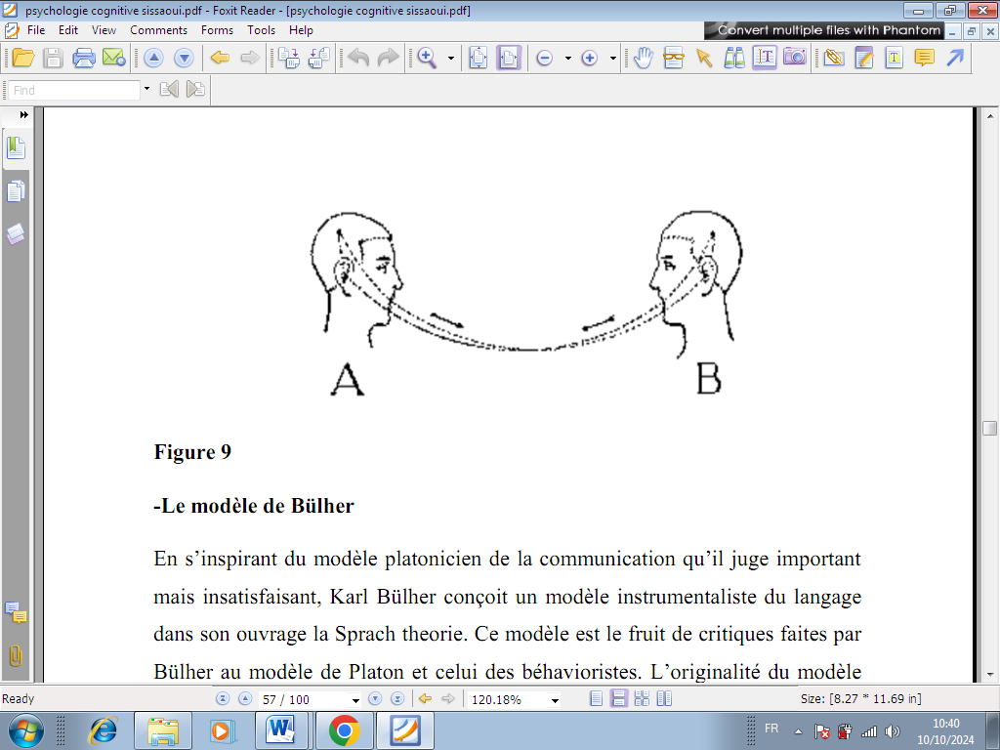 psychologie cognitive sissaoui.pdf - Foxit Reader - [psychologie cognitive sissaoui.pdf]
File Edit View Comments Forms Tools Help
Convert multiple files with Phantom
Find
A B
Figure 9
-Le modèle de Bülher
En s’inspirant du modèle platonicien de la communication qu’il juge important
mais insatisfaisant, Karl Bülher conçoit un modèle instrumentaliste du langage
dans son ouvrage la Sprach theorie. Ce modèle est le fruit de critiques faites par
Bülher au modèle de Platon et celui des béhavioristes. L’originalité du modèle
Ready 57 / 100 120.18% Size: [8.27 * 11.69 in]
FR 10:40
10/10/2024